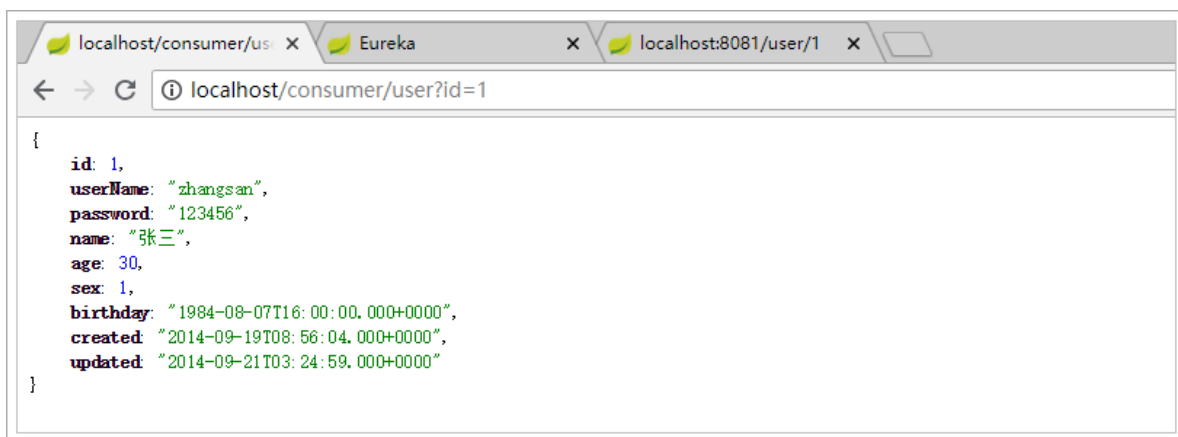 localhost/consumer/us
Eureka
localhost:8081/user/1
localhost/consumer/user?id=1
{
id: 1,
userName: "zhangsan",
password: "123456",
name: "张三",
age: 30,
sex: 1,
birthday: "1984-08-07T16:00:00.000+0000",
created: "2014-09-19T08:56:04.000+0000",
updated: "2014-09-21T03:24:59.000+0000"
}